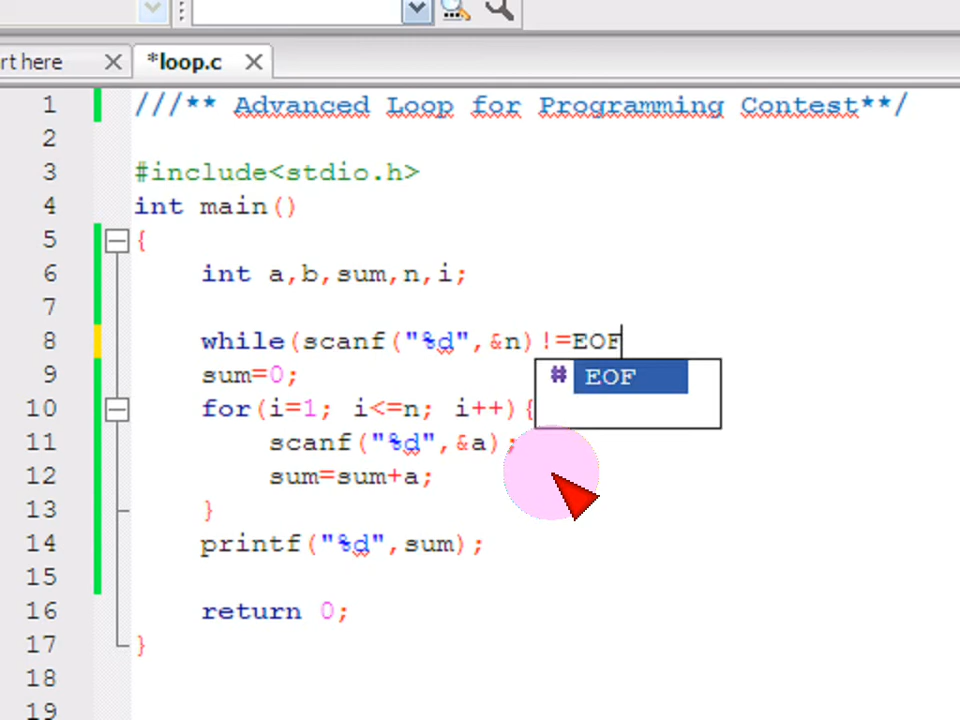 rt here
*loop.c
1 ///** Advanced Loop for Programming Contest**/
2
3 #include<stdio.h>
4 int main()
5 {
6 int a,b,sum,n,i;
7
8 while(scanf("%d",&n)!=EOF
# EOF
9 sum=0;
10 for(i=1; i<=n; i++){
11 scanf("%d",&a);
12 sum=sum+a;
13 }
14 printf("%d",sum);
15
16 return 0;
17 }
18
19